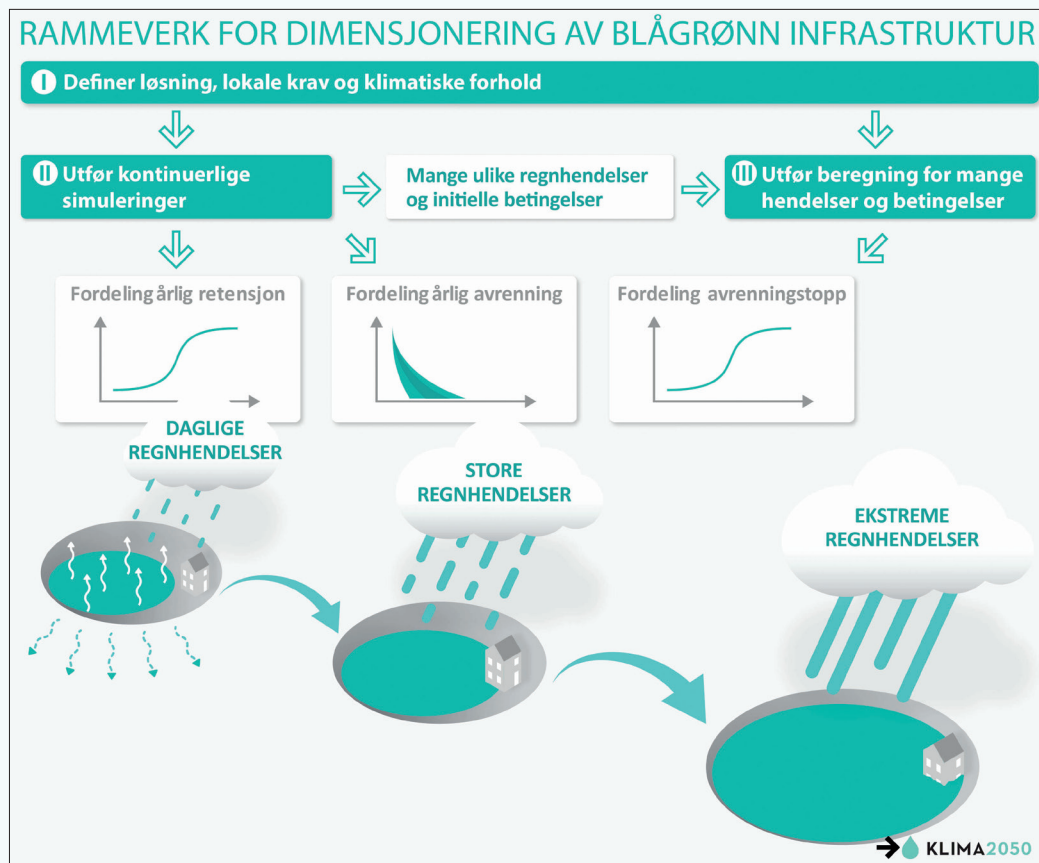 RAMMEVERK FOR DIMENSJONERING AV BLÅGRØNN INFRASTRUKTUR
I Definer løsning, lokale krav og klimatiske forhold
II Utfør kontinuerlige
simuleringer
Mange ulike regnhendelser
og initielle betingelser
III Utfør beregning for mange
hendelser og betingelser
Fordeling årlig retensjon
Fordeling årlig avrenning
Fordeling avrenningstopp
DAGLIGE
REGNHENDELSER
STORE
REGNHENDELSER
EKSTREME
REGNHENDELSER
KLIMA2050